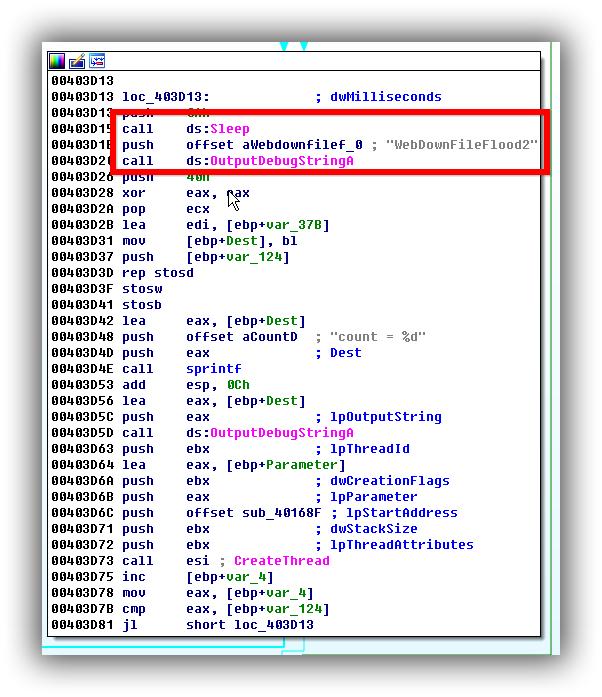 00403D13
00403D13 loc_403D13: ; dwMilliseconds
00403D13 push
00403D15 call ds:Sleep
00403D1B push offset aWebdownfilef_0 ; "WebDownFileFlood2"
00403D20 call ds:OutputDebugStringA
00403D26 push 40h
00403D28 xor eax, eax
00403D2A pop ecx
00403D2B lea edi, [ebp+var_37B]
00403D31 mov [ebp+Dest], bl
00403D37 push [ebp+var_124]
00403D3D rep stosd
00403D3F stosw
00403D41 stosb
00403D42 lea eax, [ebp+Dest]
00403D48 push offset aCountD ; "count = %d"
00403D4D push eax ; Dest
00403D4E call sprintf
00403D53 add esp, 0Ch
00403D56 lea eax, [ebp+Dest]
00403D5C push eax ; lpOutputString
00403D5D call ds:OutputDebugStringA
00403D63 push ebx ; lpThreadId
00403D64 lea eax, [ebp+Parameter]
00403D6A push ebx ; dwCreationFlags
00403D6B push eax ; lpParameter
00403D6C push offset sub_40168F ; lpStartAddress
00403D71 push ebx ; dwStackSize
00403D72 push ebx ; lpThreadAttributes
00403D73 call esi ; CreateThread
00403D75 inc [ebp+var_4]
00403D78 mov eax, [ebp+var_4]
00403D7B cmp eax, [ebp+var_124]
00403D81 jl short loc_403D13